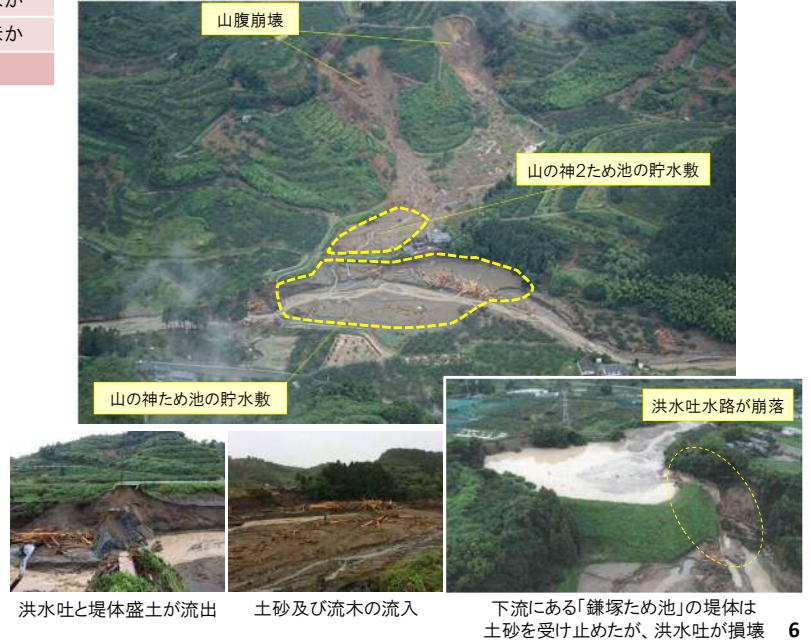 か
山腹崩壊
山の神2ため池の貯水敷
山の神ため池の貯水敷
洪水吐水路が崩落
洪水吐と堤体盛土が流出
土砂及び流木の流入
下流にある「鎌塚ため池」の堤体は
土砂を受け止めたが、洪水吐が損壊
6